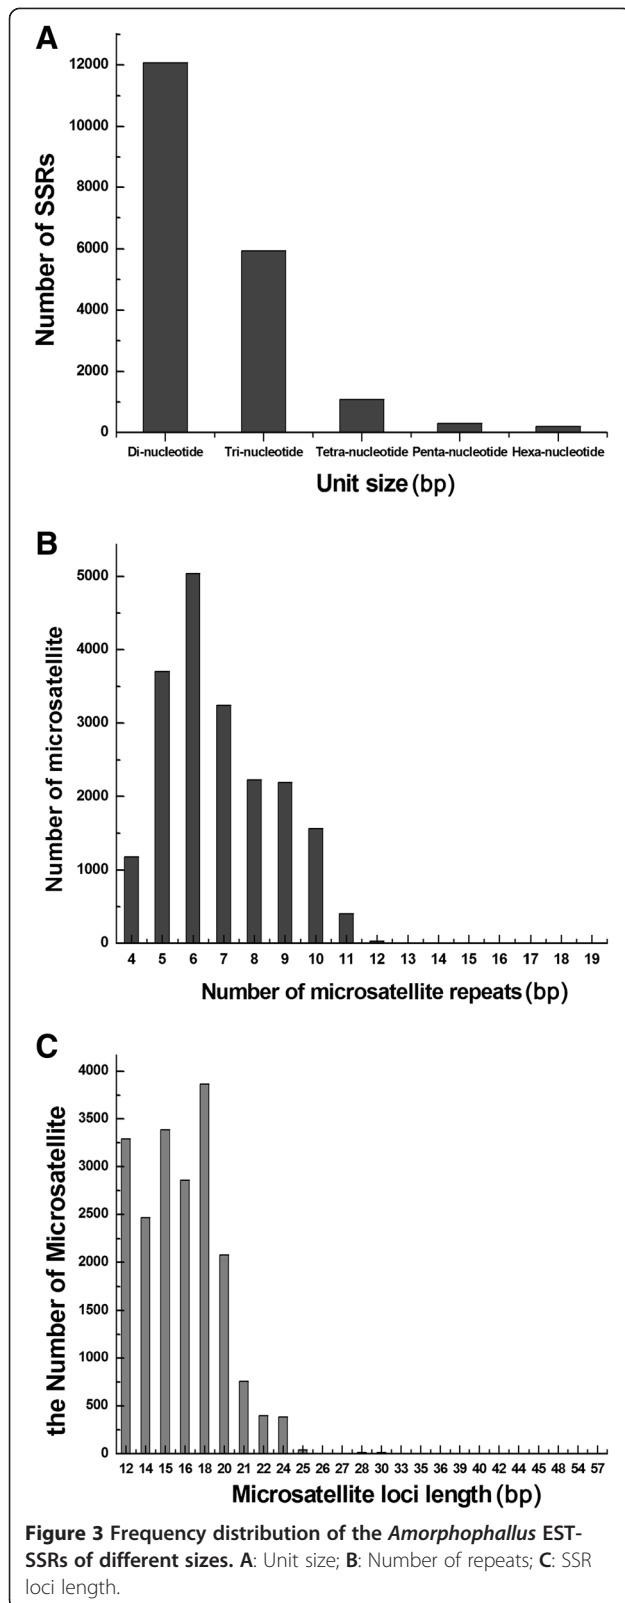 A
12000
10000
8000
6000
4000
2000
0
Number of SSRs
Di-nucleotide Tri-nucleotide Tetra-nucleotide Penta-nucleotide Hexa-nucleotide
Unit size (bp)
B
5000
4000
3000
2000
1000
0
Number of microsatellite
4 5 6 7 8 9 10 11 12 13 14 15 16 17 18 19
Number of microsatellite repeats (bp)
C
4000
3500
3000
2500
2000
1500
1000
500
0
the Number of Microsatellite
12 14 15 16 18 20 21 22 24 25 26 27 28 30 33 35 36 39 40 42 44 45 48 54 57
Microsatellite loci length (bp)
Figure 3 Frequency distribution of the Amorphophallus EST-
SSRs of different sizes. A: Unit size; B: Number of repeats; C: SSR
loci length.